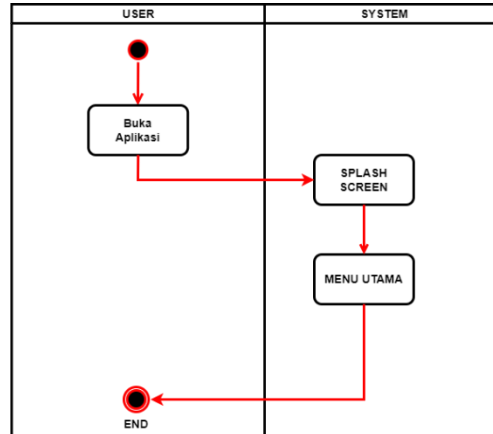 USER
SYSTEM
Buka
Aplikasi
SPLASH
SCREEN
MENU UTAMA
END